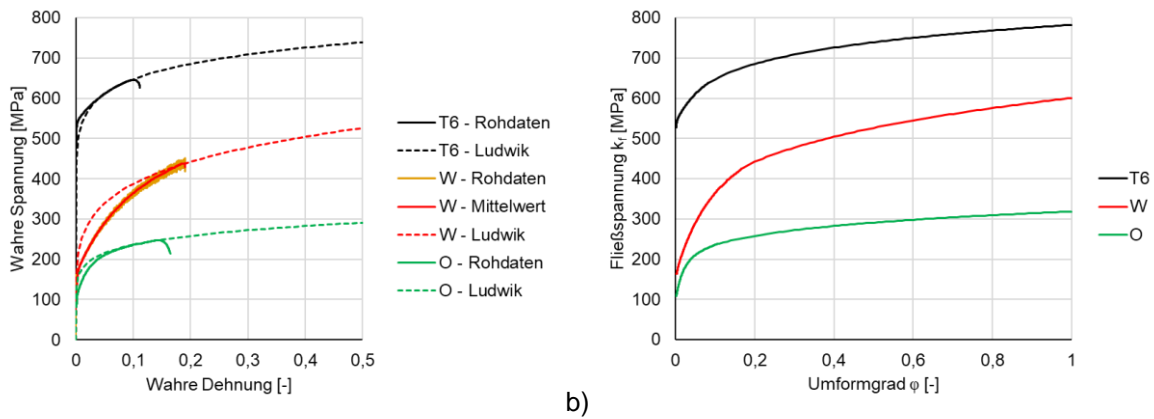 Wahre Spannung [MPa]
800
700
600
500
400
300
200
100
0
0
0,1
0,2
0,3
0,4
0,5
Wahre Dehnung [-]
T6 - Rohdaten
T6 - Ludwik
W - Rohdaten
W - Mittelwert
W - Ludwik
O - Rohdaten
O - Ludwik
b)
Fließspannung kf [MPa]
800
700
600
500
400
300
200
100
0
0
0,2
0,4
0,6
0,8
1
Umformgrad φ [-]
T6
W
O